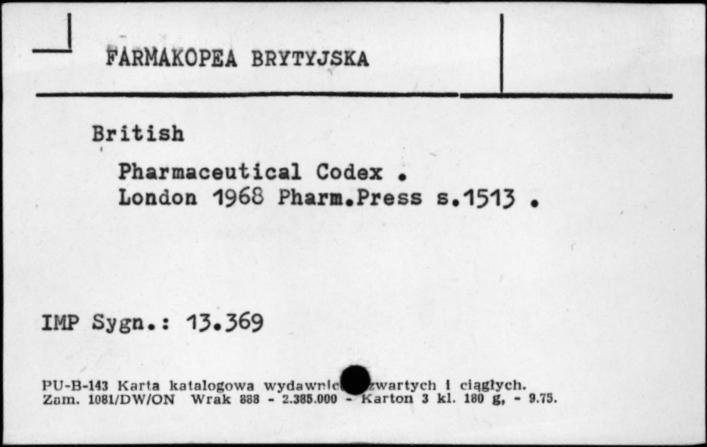 FARMAKOPEA BRYTYJSKA
British
Pharmaceutical Codex .
London 1968 Pharm.Press s.1513 .
IMP Sygn.: 13.369
PU-B-143 Karta katalogowa wydawnic zwartych i ciągłych.
Zam. 1081/DW/ON Wrak 888 - 2.385.000 - Karton 3 kl. 180 g, - 9.75.